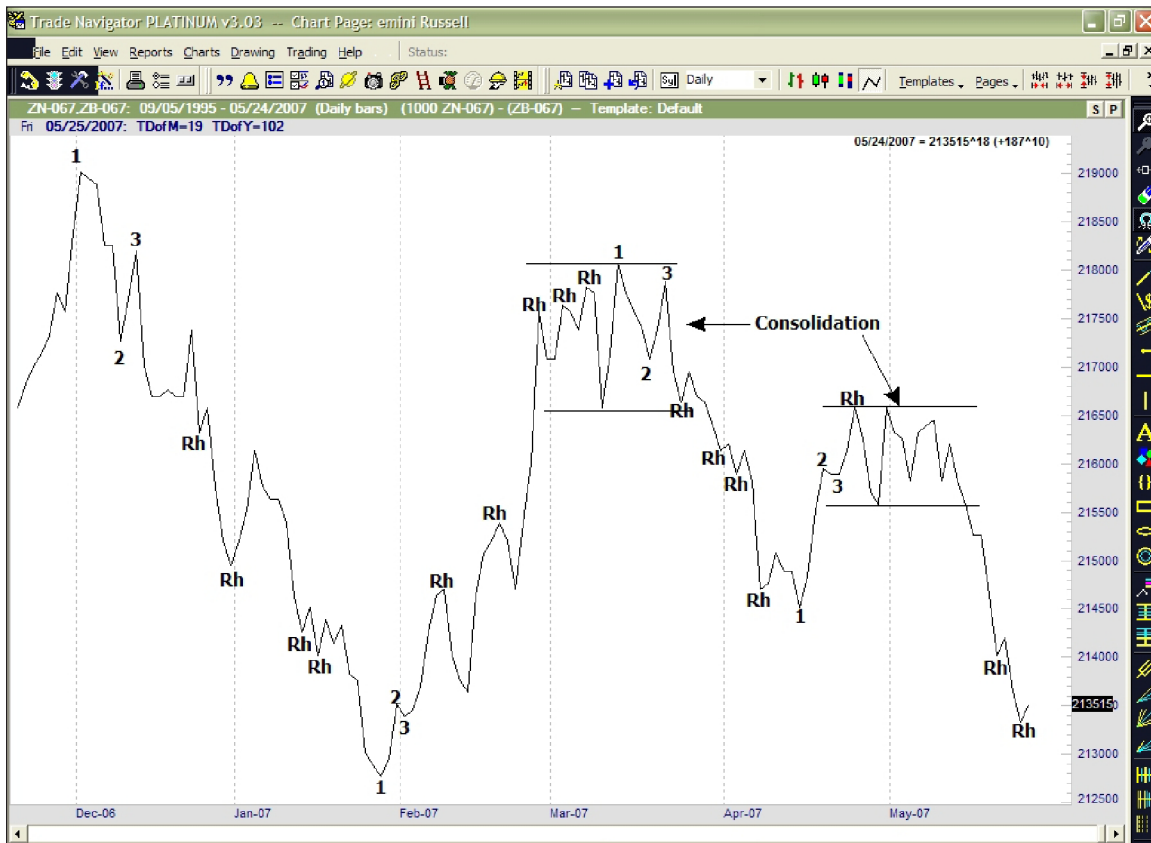 Trade Navigator PLATINUM v3.03 -- Chart Page: emini Russell
File Edit View Reports Charts Drawing Trading Help Status:
Daily Templates Pages
ZN-067,ZB-067: 09/05/1995 - 05/24/2007 (Daily bars) (1000 ZN-067) - (ZB-067) -- Template: Default S P
Fri 05/25/2007: TDofM=19 TDofY=102
05/24/2007 = 213515^18 (+187^10)
1
219000
218500
3
1
218000
3
Rh
Rh
Rh
217500
Consolidation
2
2
217000
Rh
Rh
216500
Rh
Rh
2
216000
Rh
3
Rh
215500
215000
Rh
Rh
Rh
1
214500
Rh
214000
Rh
Rh
2
3
213515
Rh
213000
1
212500
Dec-06 Jan-07 Feb-07 Mar-07 Apr-07 May-07